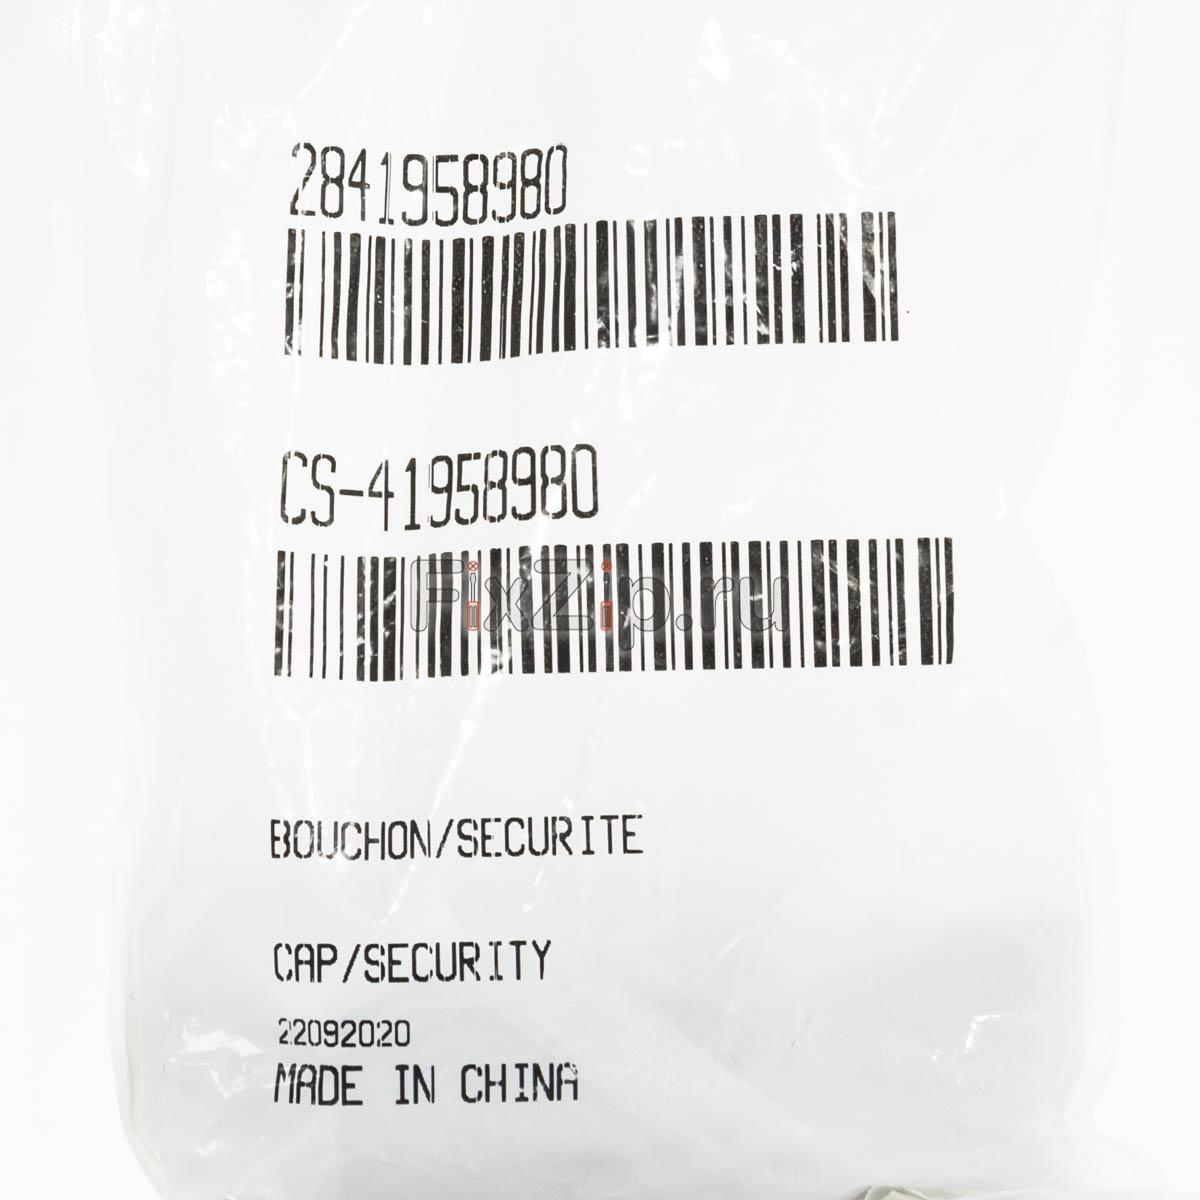 2841958980
CS-41958980
FixZip.ru
BOUCHON/SECURITE
CAP/SECURITY
22092020
MADE IN CHINA